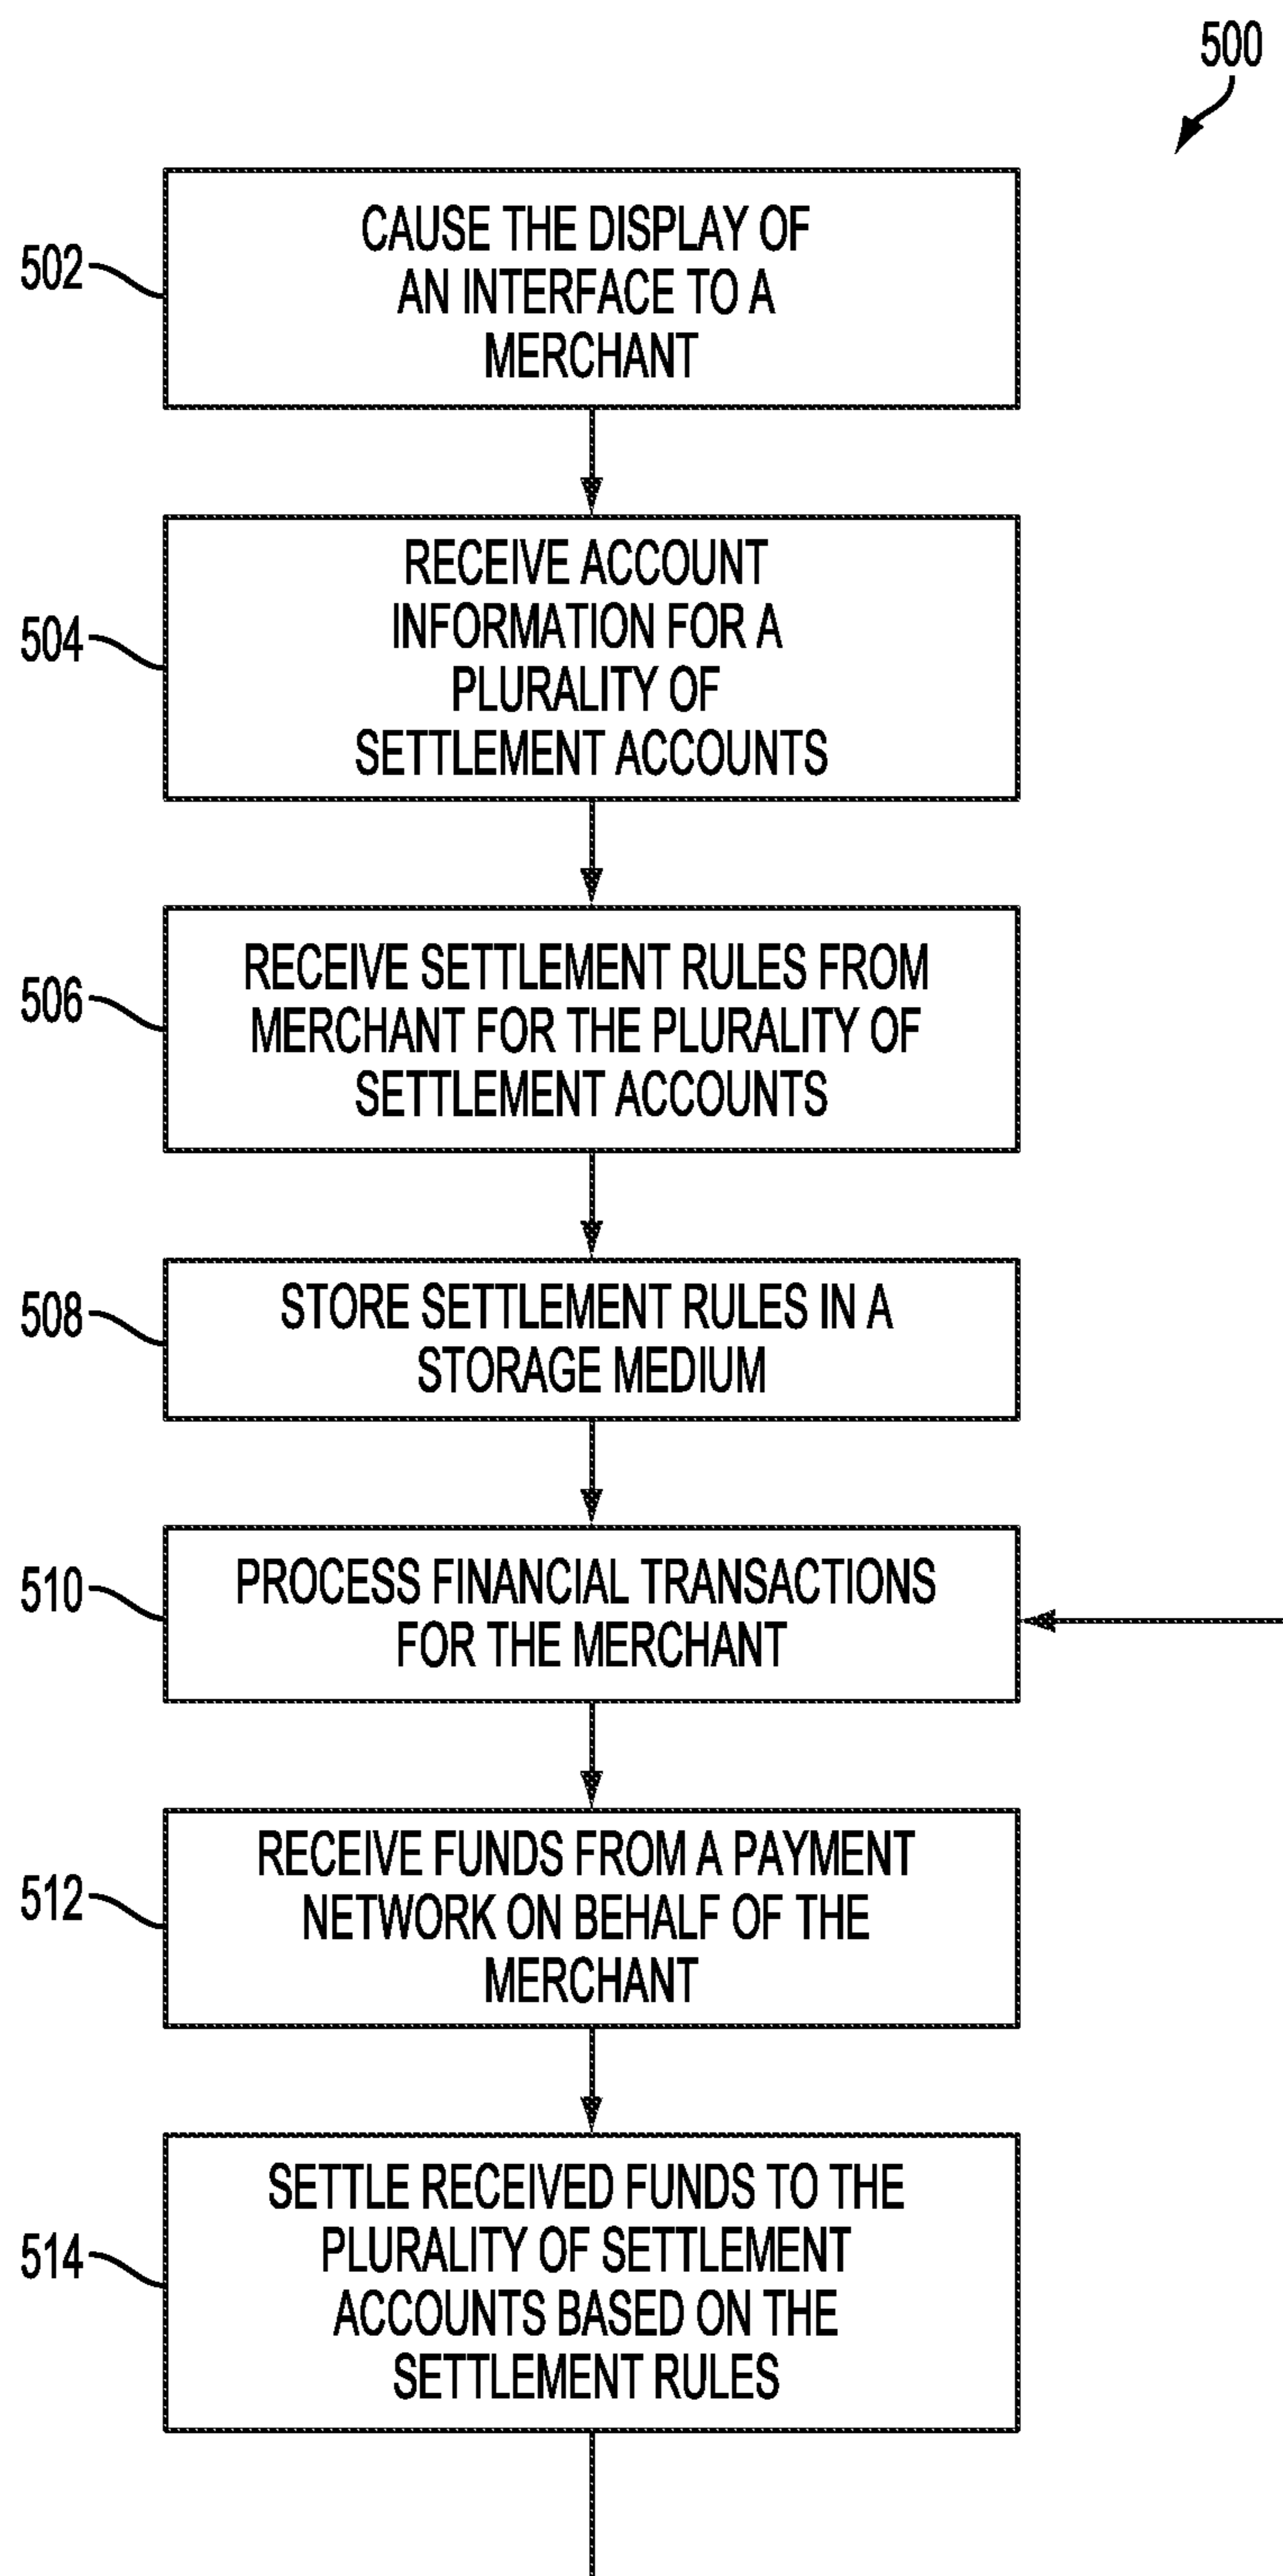 500
502
CAUSE THE DISPLAY OF
AN INTERFACE TO A
MERCHANT
504
RECEIVE ACCOUNT
INFORMATION FOR A
PLURALITY OF
SETTLEMENT ACCOUNTS
506
RECEIVE SETTLEMENT RULES FROM
MERCHANT FOR THE PLURALITY OF
SETTLEMENT ACCOUNTS
508
STORE SETTLEMENT RULES IN A
STORAGE MEDIUM
510
PROCESS FINANCIAL TRANSACTIONS
FOR THE MERCHANT
512
RECEIVE FUNDS FROM A PAYMENT
NETWORK ON BEHALF OF THE
MERCHANT
514
SETTLE RECEIVED FUNDS TO THE
PLURALITY OF SETTLEMENT
ACCOUNTS BASED ON THE
SETTLEMENT RULES